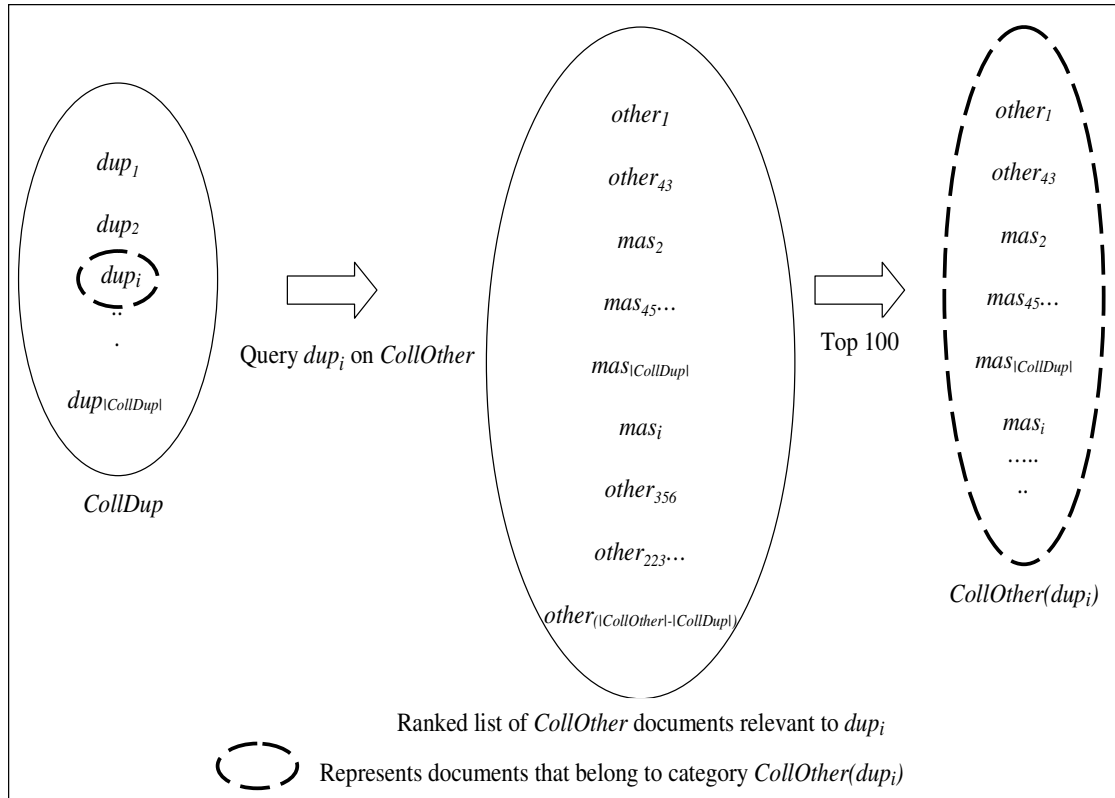 dup1
dup2
dupi
..
.
dup|CollDup|
CollDup
Query dupi on CollOther
other1
other43
mas2
mas45...
mas|CollDup|
masi
other356
other223...
other(|CollOther|-|CollDup|)
Ranked list of CollOther documents relevant to dupi
Top 100
other1
other43
mas2
mas45...
mas|CollDup|
masi
.....
..
CollOther(dupi)
Represents documents that belong to category CollOther(dupi)